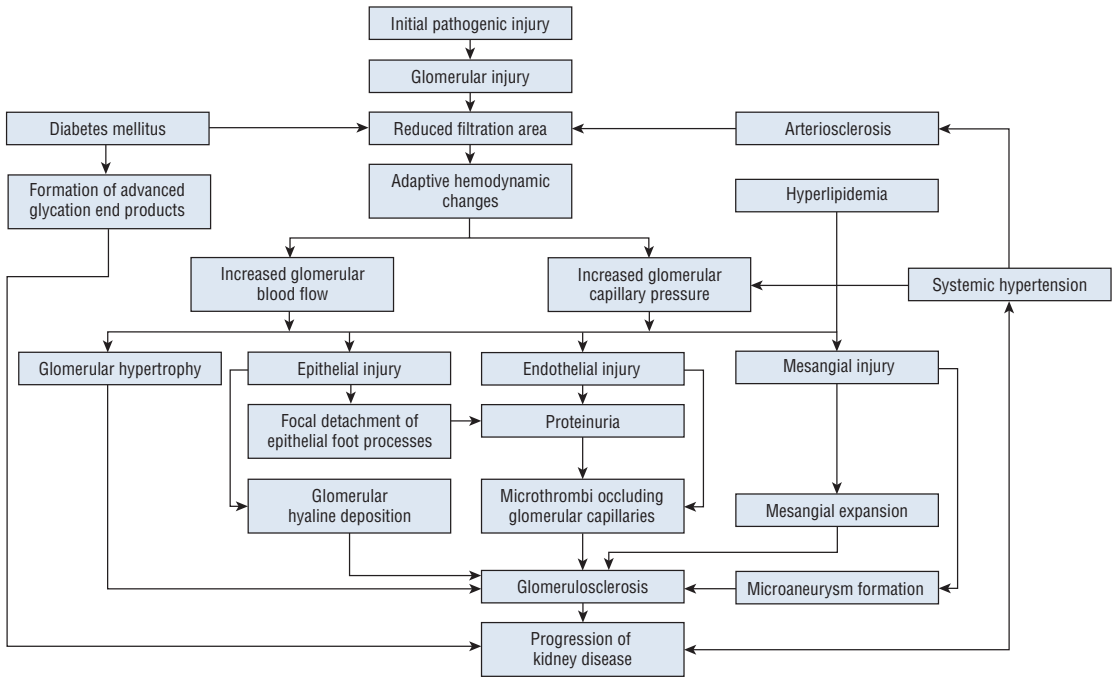 Initial pathogenic injury
Glomerular injury
Diabetes mellitus
Reduced filtration area
Arteriosclerosis
Formation of advanced
glycation end products
Adaptive hemodynamic
changes
Hyperlipidemia
Increased glomerular
blood flow
Increased glomerular
capillary pressure
Systemic hypertension
Glomerular hypertrophy
Epithelial injury
Endothelial injury
Mesangial injury
Focal detachment of
epithelial foot processes
Proteinuria
Glomerular
hyaline deposition
Microthrombi occluding
glomerular capillaries
Mesangial expansion
Glomerulosclerosis
Microaneurysm formation
Progression of
kidney disease